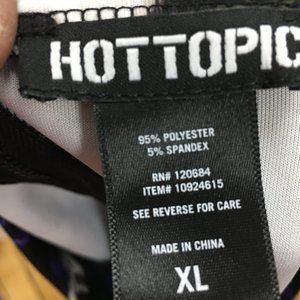 HOTTOPIC
95% POLYESTER
5% SPANDEX
RN# 120684
ITEM# 10924615
SEE REVERSE FOR CARE
MADE IN CHINA
XL